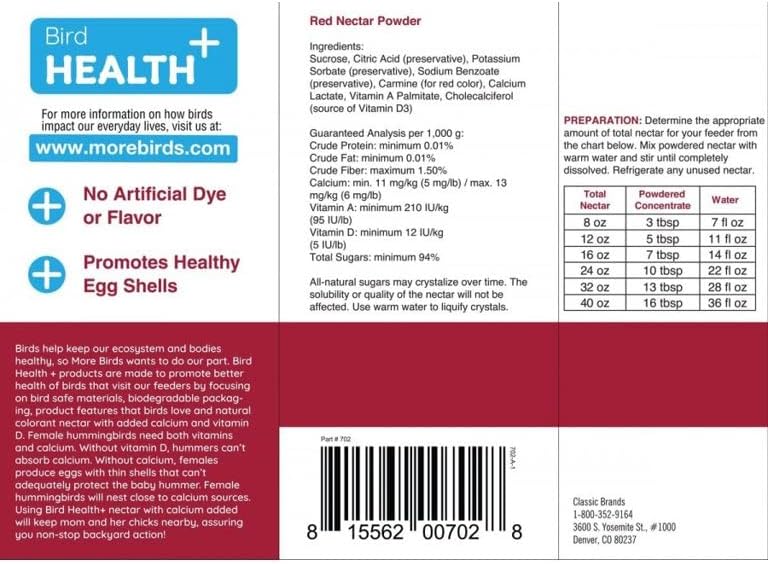 Bird
HEALTH+
For more information on how birds
impact our everyday lives, visit us at:
www.morebirds.com
No Artificial Dye
or Flavor
Promotes Healthy
Egg Shells
Birds help keep our ecosystem and bodies
healthy, so More Birds wants to do our part. Bird
Health + products are made to promote better
health of birds that visit our feeders by focusing
on bird safe materials, biodegradable packag-
ing, product features that birds love and natural
colorant nectar with added calcium and vitamin
D. Female hummingbirds need both vitamins
and calcium. Without vitamin D, hummers can't
absorb calcium. Without calcium, females
produce eggs with thin shells that can't
adequately protect the baby hummer. Female
hummingbirds will nest close to calcium sources.
Using Bird Health+ nectar with calcium added
will keep mom and her chicks nearby, assuring
you non-stop backyard action!
Red Nectar Powder
Ingredients:
Sucrose, Citric Acid (preservative), Potassium
Sorbate (preservative), Sodium Benzoate
(preservative), Carmine (for red color), Calcium
Lactate, Vitamin A Palmitate, Cholecalciferol
(source of Vitamin D3)
Guaranteed Analysis per 1,000 g:
Crude Protein: minimum 0.01%
Crude Fat: minimum 0.01%
Crude Fiber: maximum 1.50%
Calcium: min. 11 mg/kg (5 mg/lb) / max. 13
mg/kg (6 mg/lb)
Vitamin A: minimum 210 IU/kg
(95 IU/lb)
Vitamin D: minimum 12 IU/kg
(5 IU/lb)
Total Sugars: minimum 94%
All-natural sugars may crystalize over time. The
solubility or quality of the nectar will not be
affected. Use warm water to liquify crystals.
Part # 702
702-A-1
8 15562 00702 8
PREPARATION: Determine the appropriate
amount of total nectar for your feeder from
the chart below. Mix powdered nectar with
warm water and stir until completely
dissolved. Refrigerate any unused nectar.
Total Nectar Powdered Concentrate Water
8 oz 3 tbsp 7 fl oz
12 oz 5 tbsp 11 fl oz
16 oz 7 tbsp 14 fl oz
24 oz 10 tbsp 22 fl oz
32 oz 13 tbsp 28 fl oz
40 oz 16 tbsp 36 fl oz
Classic Brands
1-800-352-9164
3600 S. Yosemite St., #1000
Denver, CO 80237